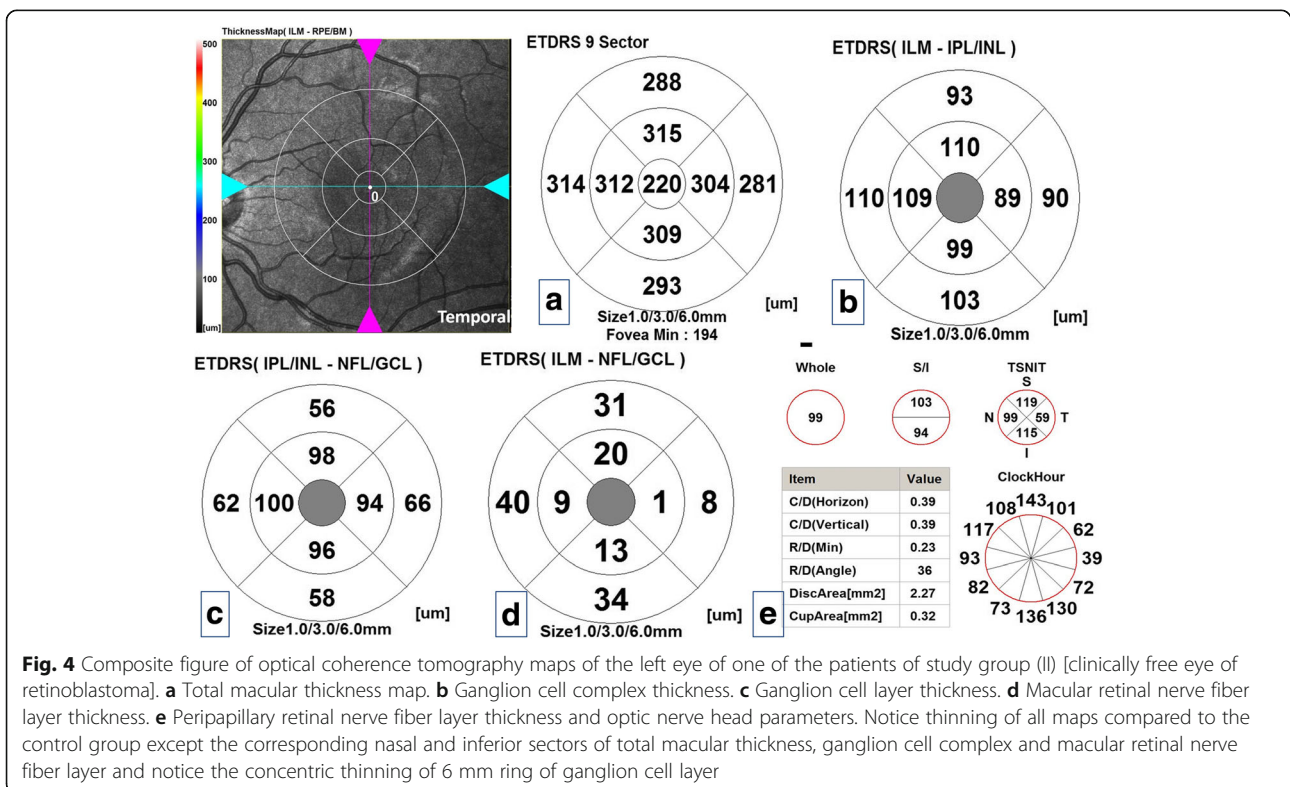 ThicknessMap( ILM - RPE/BM )
500
400
300
200
100
[um]
0
Temporal
ETDRS 9 Sector
288
315
314 312 220 304 281
309
293
a
[um]
Size1.0/3.0/6.0mm
Fovea Min : 194
ETDRS( ILM - IPL/INL )
93
110
110 109 89 90
99
103
b
[um]
Size1.0/3.0/6.0mm
ETDRS( IPL/INL - NFL/GCL )
56
98
62 100 94 66
96
58
c
[um]
Size1.0/3.0/6.0mm
ETDRS( ILM - NFL/GCL )
31
20
40 9 1 8
13
34
d
[um]
Size1.0/3.0/6.0mm
-
Whole
99
S/I
103
94
TSNIT
S
119
N 99 59 T
115
I
Item Value
C/D(Horizon) 0.39
C/D(Vertical) 0.39
R/D(Min) 0.23
R/D(Angle) 36
DiscArea[mm2] 2.27
CupArea[mm2] 0.32
e
ClockHour
143
108 101
117 62
93 39
82 72
73 130
136
Fig. 4 Composite figure of optical coherence tomography maps of the left eye of one of the patients of study group (II) [clinically free eye of
retinoblastoma]. a Total macular thickness map. b Ganglion cell complex thickness. c Ganglion cell layer thickness. d Macular retinal nerve fiber
layer thickness. e Peripapillary retinal nerve fiber layer thickness and optic nerve head parameters. Notice thinning of all maps compared to the
control group except the corresponding nasal and inferior sectors of total macular thickness, ganglion cell complex and macular retinal nerve
fiber layer and notice the concentric thinning of 6 mm ring of ganglion cell layer